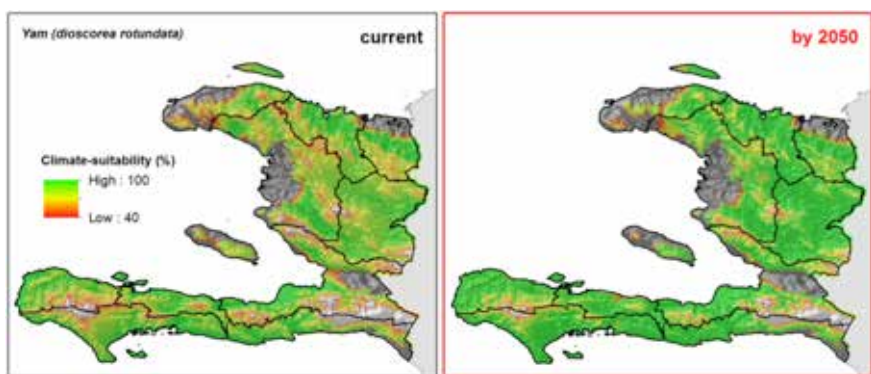 Yam (dioscorea rotundata)
current
by 2050
Climate-suitability (%)
High : 100
Low : 40